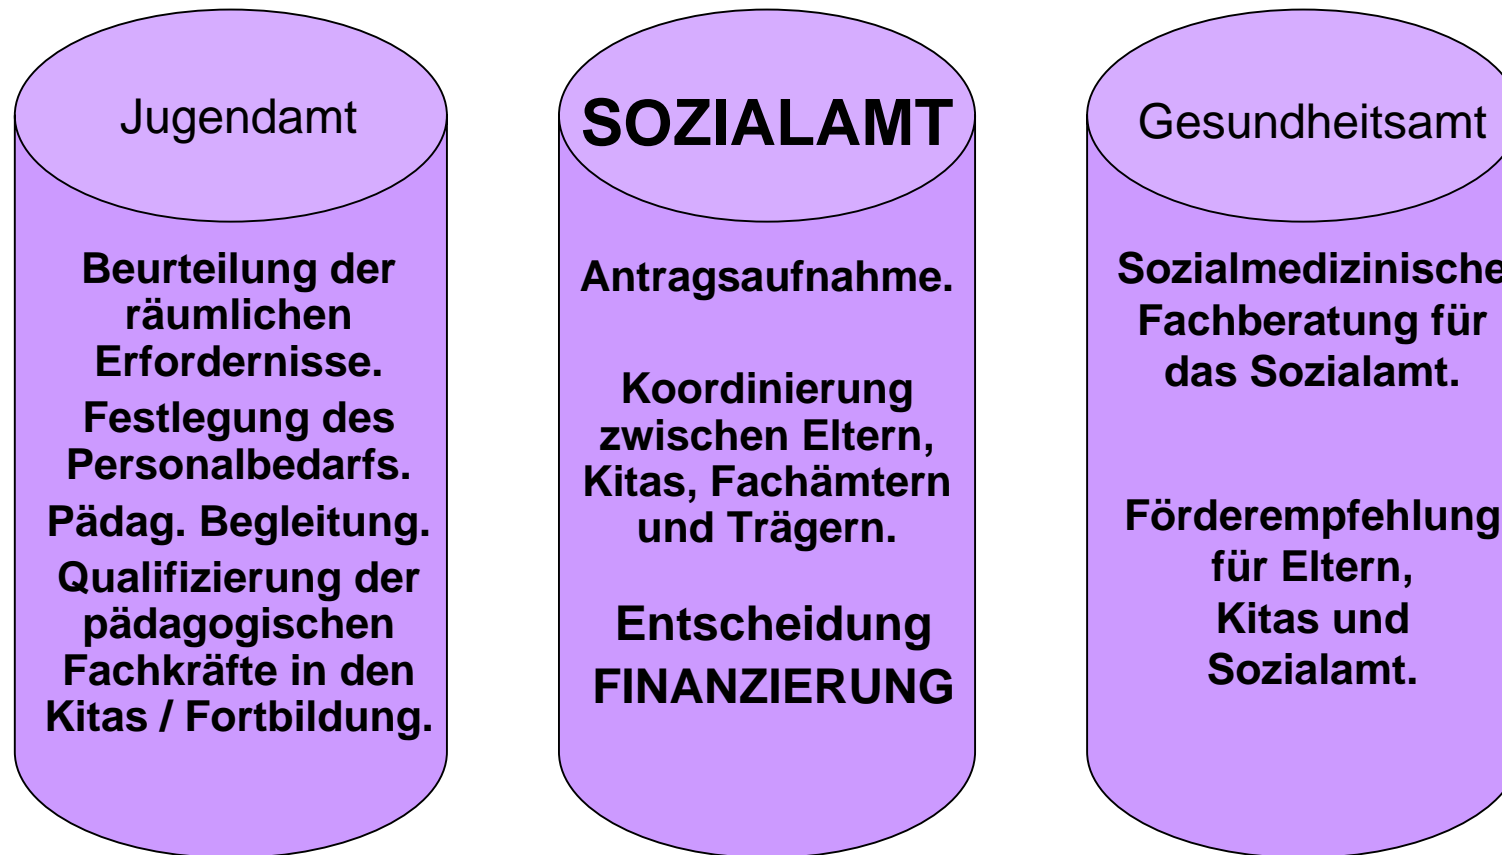 Jugendamt
Beurteilung der
räumlichen
Erfordernisse.
Festlegung des
Personalbedarfs.
Pädag. Begleitung.
Qualifizierung der
pädagogischen
Fachkräfte in den
Kitas / Fortbildung.
SOZIALAMT
Antragsaufnahme.
Koordinierung
zwischen Eltern,
Kitas, Fachämtern
und Trägern.
Entscheidung
FINANZIERUNG
Gesundheitsamt
Sozialmedizinische
Fachberatung für
das Sozialamt.
Förderempfehlung
für Eltern,
Kitas und
Sozialamt.